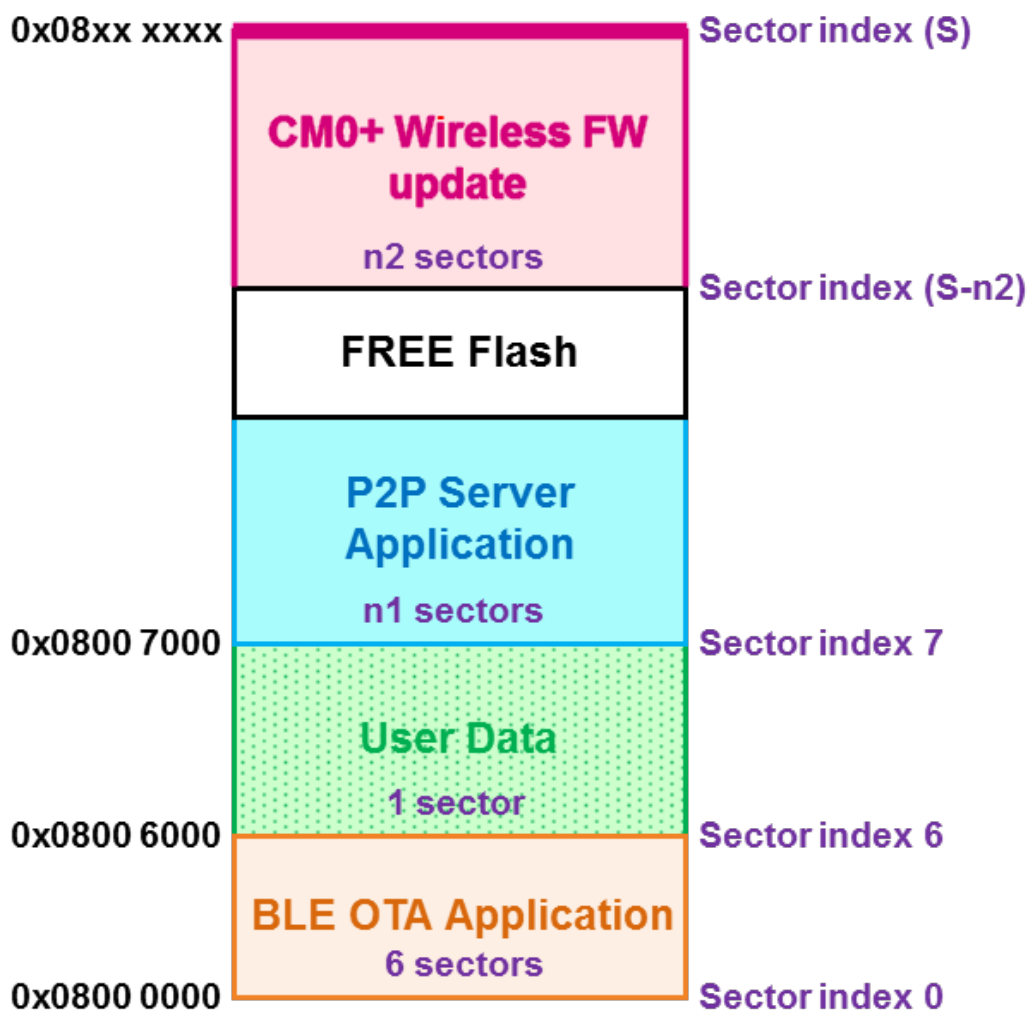 0x08xx xxxx
Sector index (S)
CM0+ Wireless FW
update
n2 sectors
Sector index (S-n2)
FREE Flash
P2P Server
Application
n1 sectors
0x0800 7000
Sector index 7
User Data
1 sector
0x0800 6000
Sector index 6
BLE OTA Application
6 sectors
0x0800 0000
Sector index 0